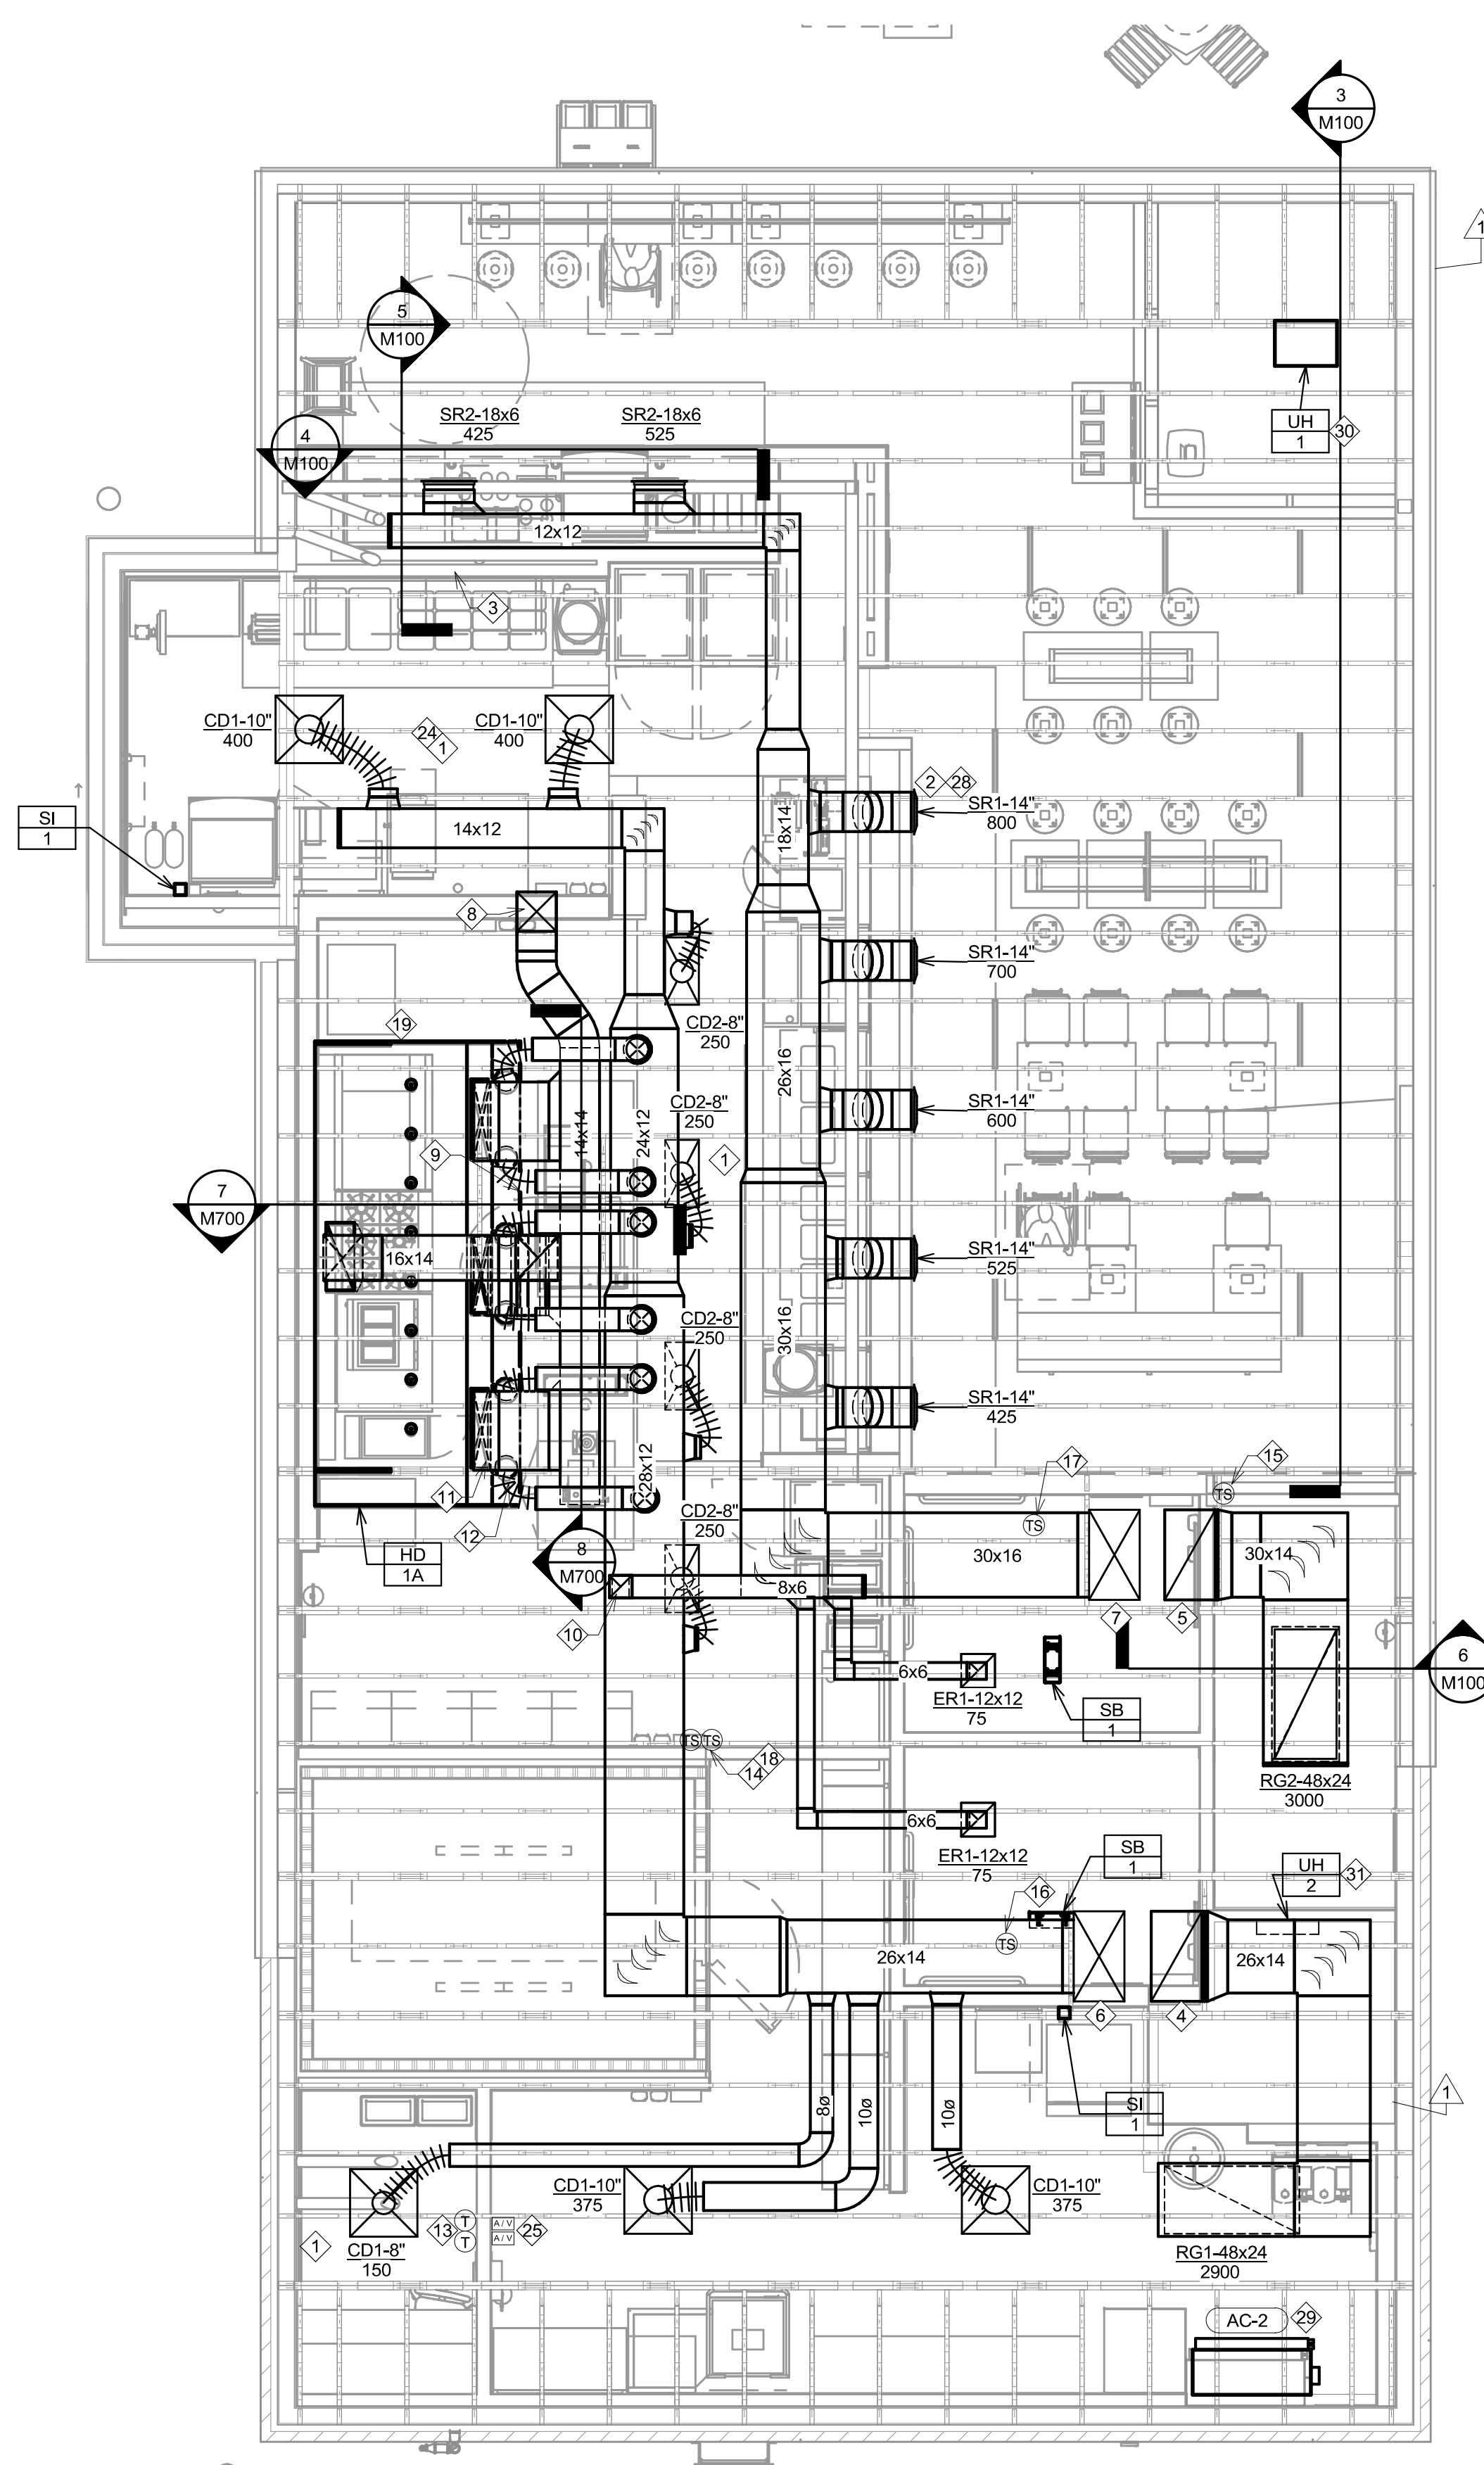 3
M100
1
5
M100
UH
1
30
SR2-18x6
425
SR2-18x6
525
4
M100
12x12
3
CD1-10"
400
24
1
CD1-10"
400
2
28
SR1-14"
800
18x14
SI
1
14x12
8
SR1-14"
700
19
CD2-8"
250
26x16
CD2-8"
250
SR1-14"
600
14x14
24x12
9
1
7
M700
16x14
SR1-14"
525
CD2-8"
250
30x16
SR1-14"
425
28x12
17
15
TS
11
12
CD2-8"
250
TS
HD
1A
8
M700
30x16
30x14
8x6
10
7
5
6
M100
6x6
ER1-12x12
75
SB
1
TS
TS
18
14
RG2-48x24
3000
6x6
ER1-12x12
75
SB
1
UH
2
31
16
TS
26x14
26x14
6
4
SI
1
1
8ø
10ø
10ø
CD1-10"
375
CD1-10"
375
13
T
T
A / V
A / V
25
1
CD1-8"
150
RG1-48x24
2900
AC-2
29